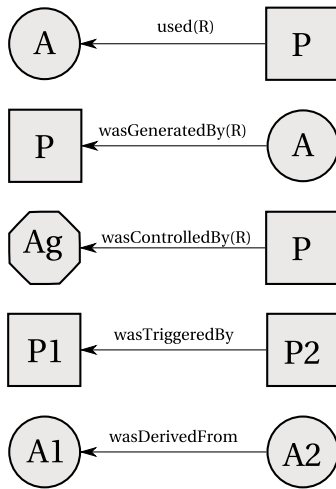 A used(R) P
P wasGeneratedBy(R) A
Ag wasControlledBy(R) P
P1 wasTriggeredBy P2
A1 wasDerivedFrom A2